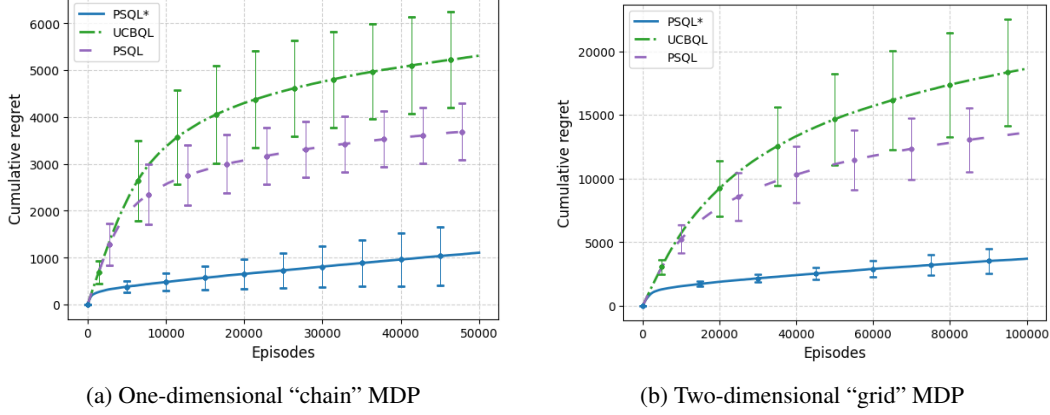 PSQL*
UCBQL
PSQL
6000
5000
4000
3000
2000
1000
0
Cumulative regret
0 10000 20000 30000 40000 50000
Episodes
(a) One-dimensional “chain” MDP
PSQL*
UCBQL
PSQL
20000
15000
10000
5000
0
Cumulative regret
0 20000 40000 60000 80000 100000
Episodes
(b) Two-dimensional “grid” MDP